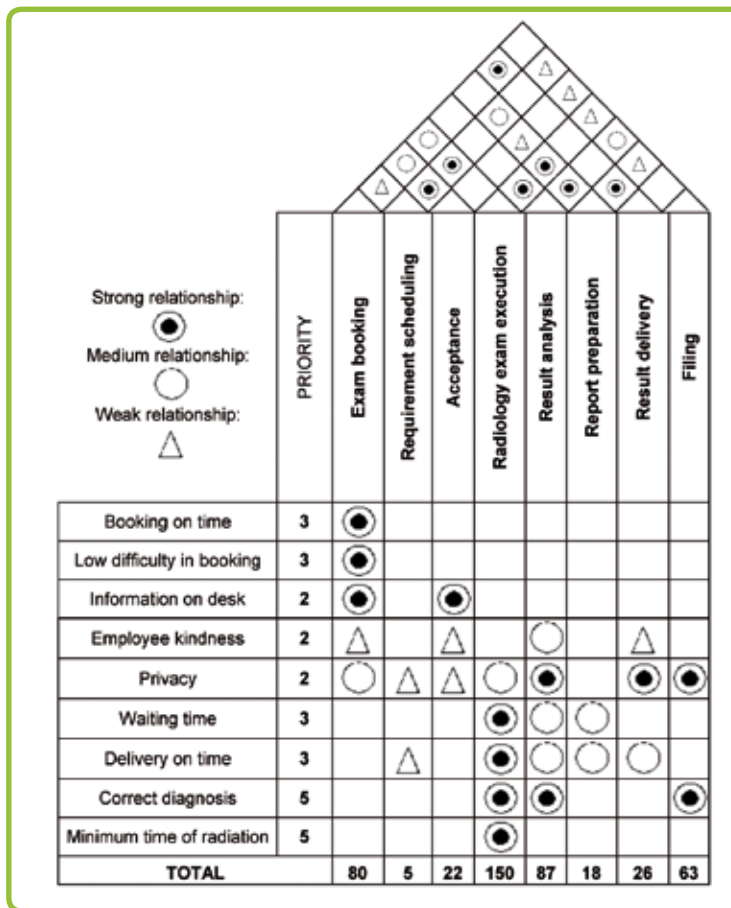 Strong relationship:
Medium relationship:
Weak relationship:
PRIORITY
Exam booking
Requirement scheduling
Acceptance
Radiology exam execution
Result analysis
Report preparation
Result delivery
Filing
Booking on time 3
Low difficulty in booking 3
Information on desk 2
Employee kindness 2
Privacy 2
Waiting time 3
Delivery on time 3
Correct diagnosis 5
Minimum time of radiation 5
TOTAL 80 5 22 150 87 18 26 63